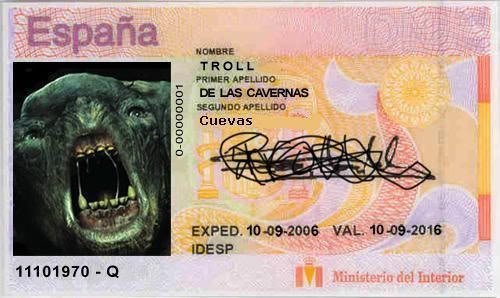 España
NOMBRE
TROLL
PRIMER APELLIDO
DE LAS CAVERNAS
SEGUNDO APELLIDO
Cuevas
0-00000001
EXPED. 10-09-2006 VAL. 10-09-2016
IDESP
11101970 - Q
Ministerio del Interior